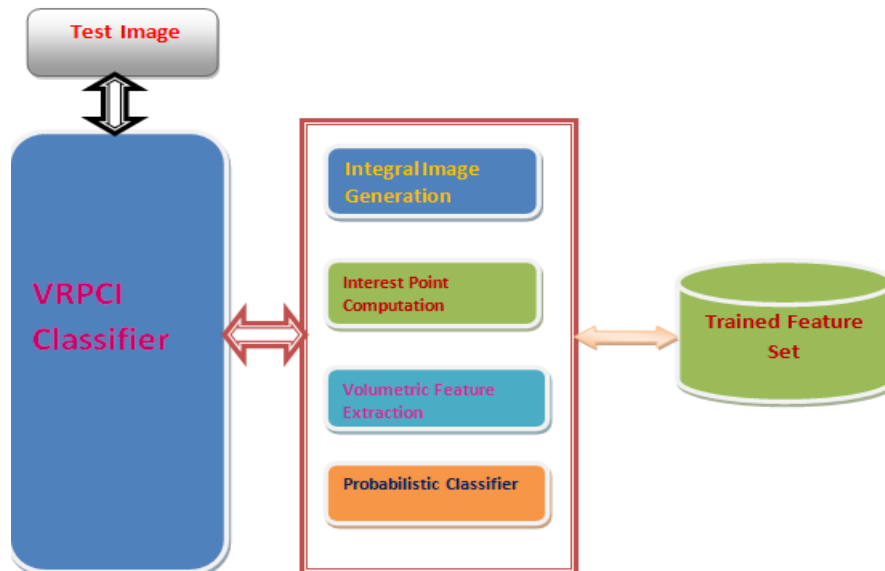 Test Image
VRPCI
Classifier
Integral Image
Generation
Interest Point
Computation
Volumetric Feature
Extraction
Probabilistic Classifier
Trained Feature
Set